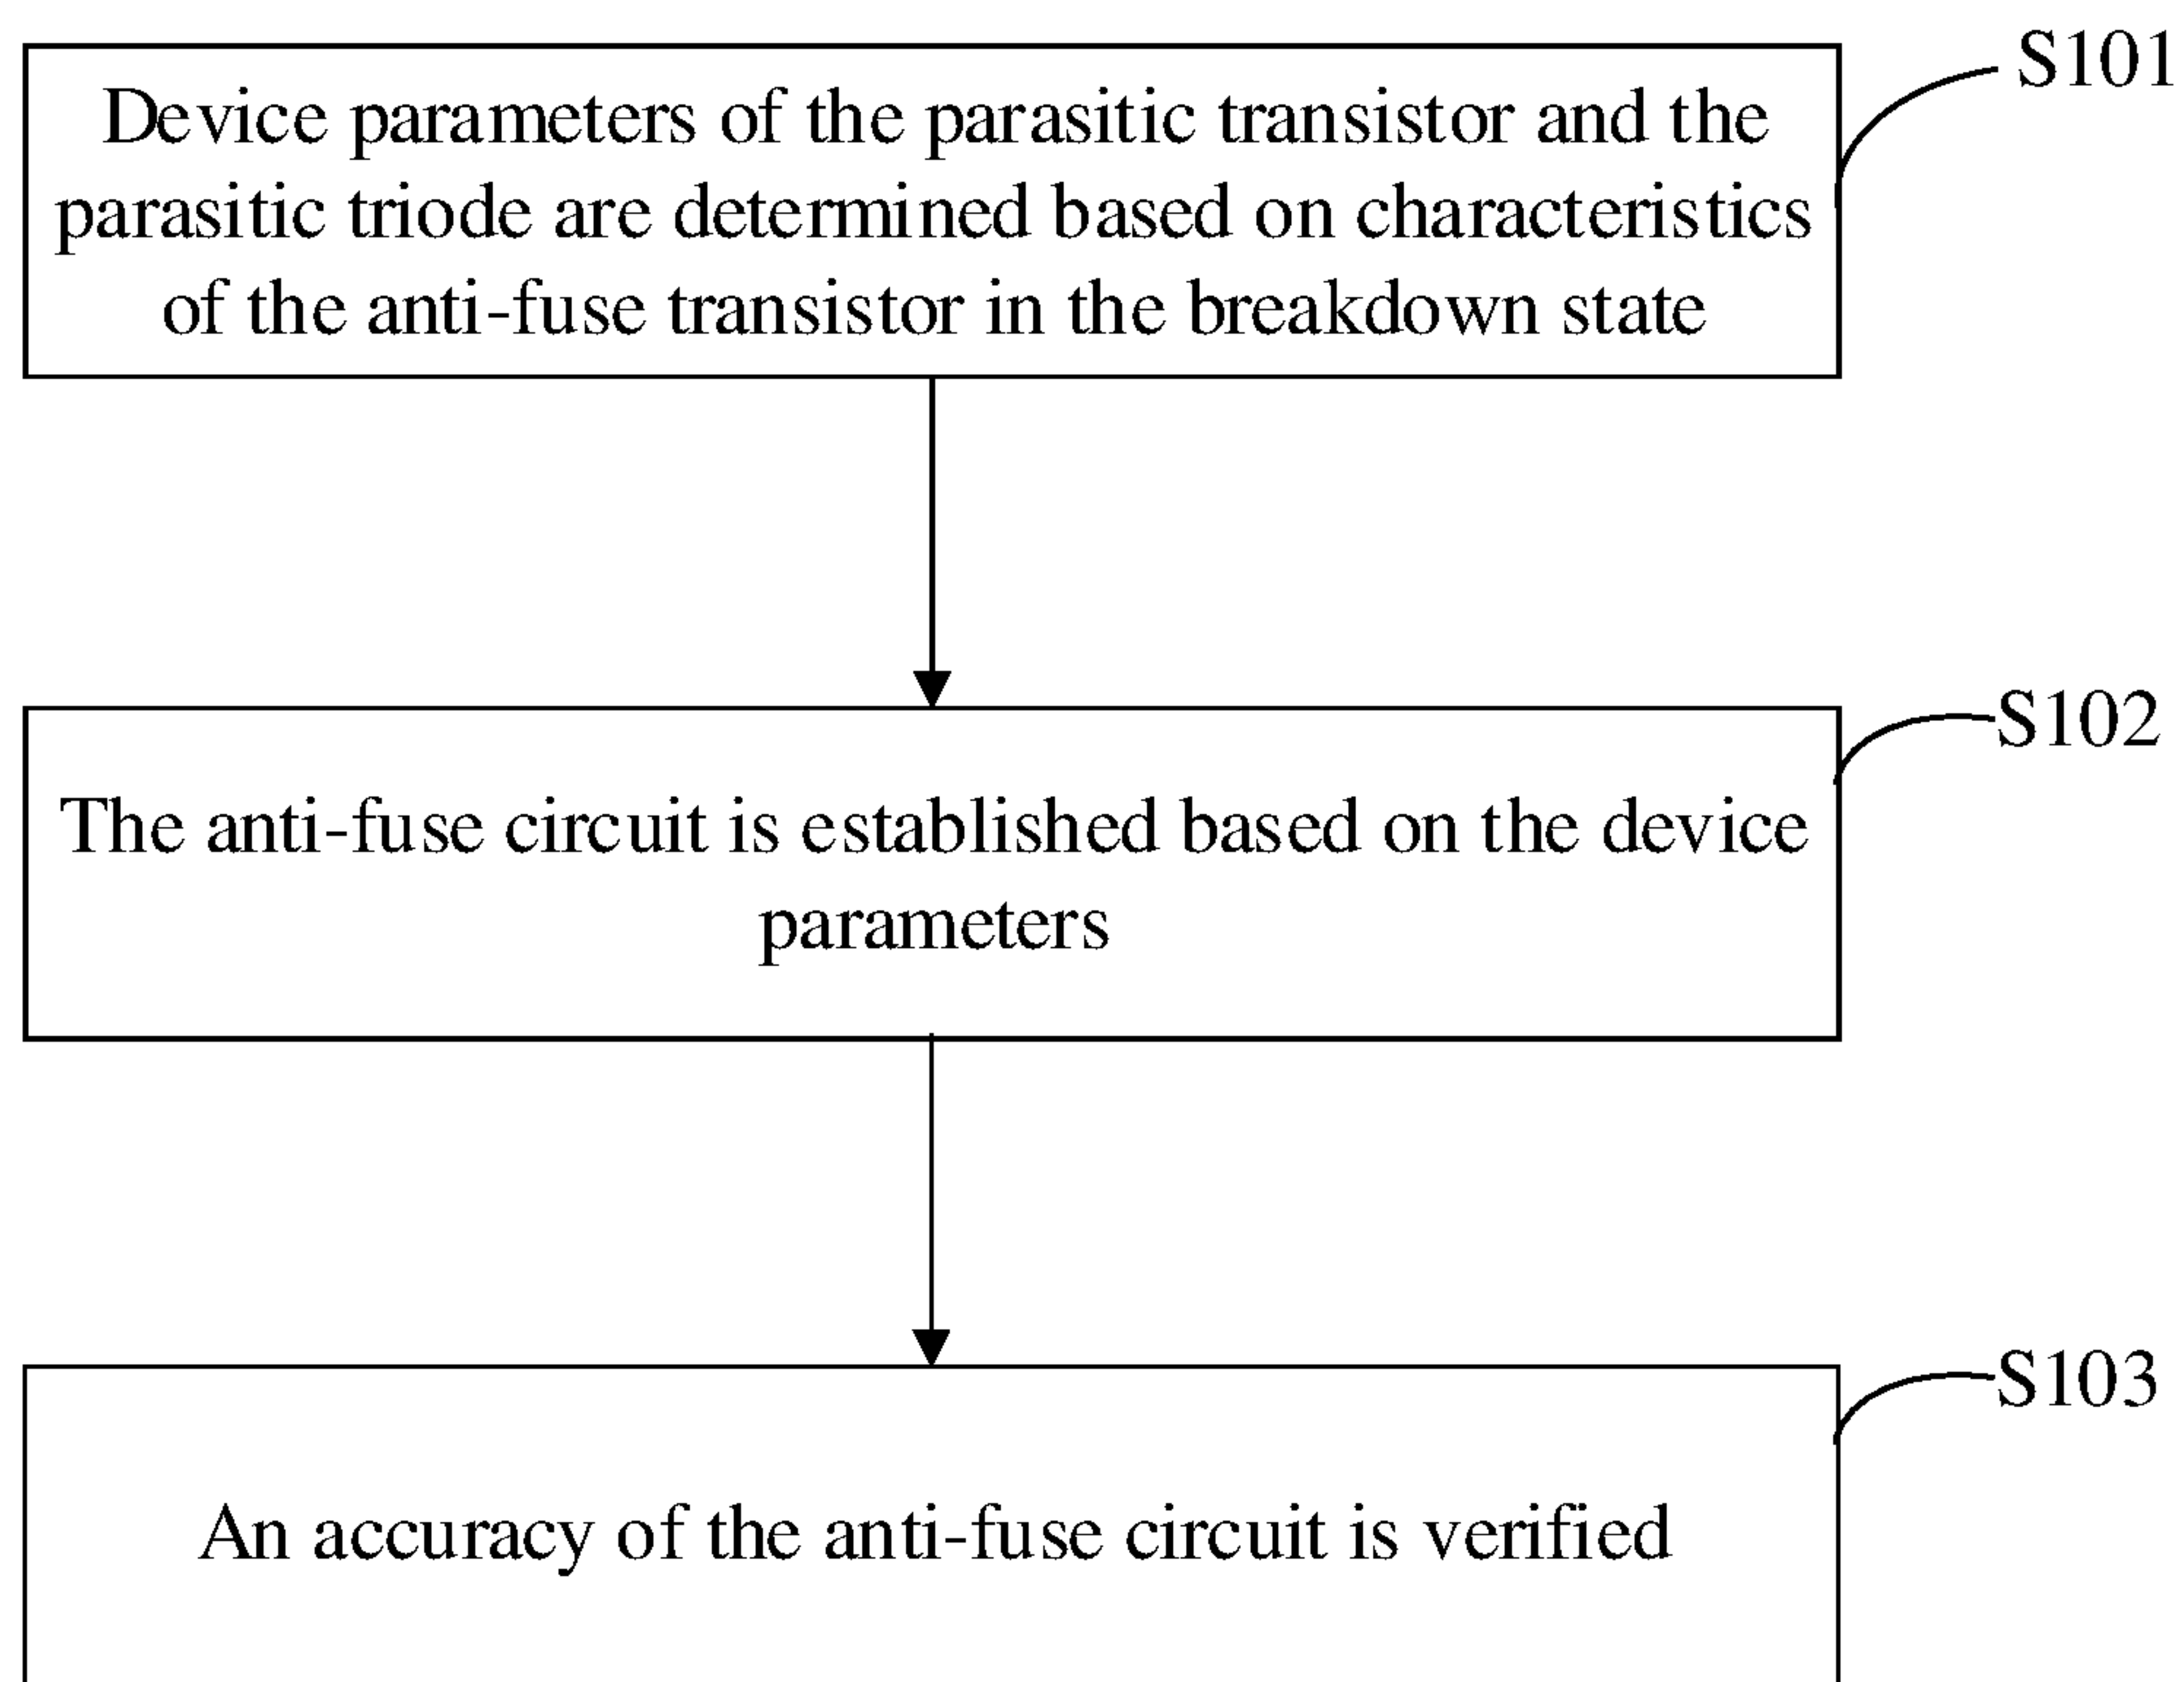 S101
Device parameters of the parasitic transistor and the
parasitic triode are determined based on characteristics
of the anti-fuse transistor in the breakdown state
S102
The anti-fuse circuit is established based on the device
parameters
S103
An accuracy of the anti-fuse circuit is verified